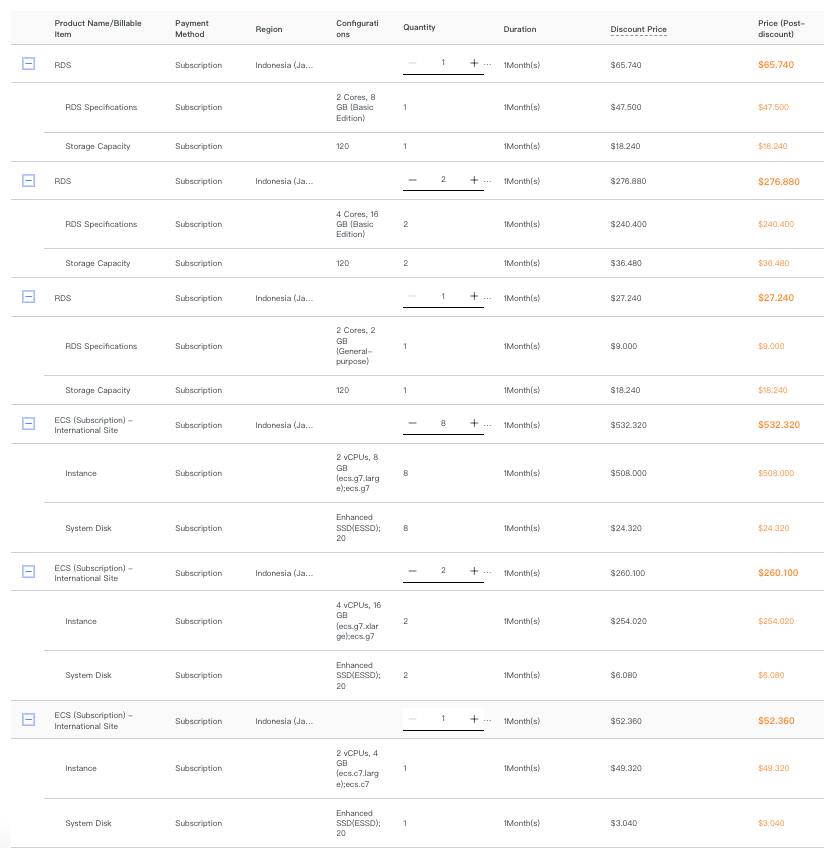 Product Name/Billable Item Payment Method Region Configurati ons Quantity Duration Discount Price Price (Post-discount)
RDS Subscription Indonesia (Ja... 1 ... 1Month(s) $65.740 $65.740
RDS Specifications Subscription 2 Cores, 8 GB (Basic Edition) 1 1Month(s) $47.500 $47.500
Storage Capacity Subscription 120 1 1Month(s) $18.240 $18.240
RDS Subscription Indonesia (Ja... 2 ... 1Month(s) $276.880 $276.880
RDS Specifications Subscription 4 Cores, 16 GB (Basic Edition) 2 1Month(s) $240.400 $240.400
Storage Capacity Subscription 120 2 1Month(s) $36.480 $36.480
RDS Subscription Indonesia (Ja... 1 ... 1Month(s) $27.240 $27.240
RDS Specifications Subscription 2 Cores, 2 GB (General-purpose) 1 1Month(s) $9.000 $9.000
Storage Capacity Subscription 120 1 1Month(s) $18.240 $18.240
ECS (Subscription) - International Site Subscription Indonesia (Ja... 8 ... 1Month(s) $532.320 $532.320
Instance Subscription 2 vCPUs, 8 GB (ecs.g7.larg e);ecs.g7 8 1Month(s) $508.000 $508.000
System Disk Subscription Enhanced SSD(ESSD); 20 8 1Month(s) $24.320 $24.320
ECS (Subscription) - International Site Subscription Indonesia (Ja... 2 ... 1Month(s) $260.100 $260.100
Instance Subscription 4 vCPUs, 16 GB (ecs.g7.xlar ge);ecs.g7 2 1Month(s) $254.020 $254.020
System Disk Subscription Enhanced SSD(ESSD); 20 2 1Month(s) $6.080 $6.080
ECS (Subscription) - International Site Subscription Indonesia (Ja... 1 ... 1Month(s) $52.360 $52.360
Instance Subscription 2 vCPUs, 4 GB (ecs.c7.larg e);ecs.c7 1 1Month(s) $49.320 $49.320
System Disk Subscription Enhanced SSD(ESSD); 20 1 1Month(s) $3.040 $3.040